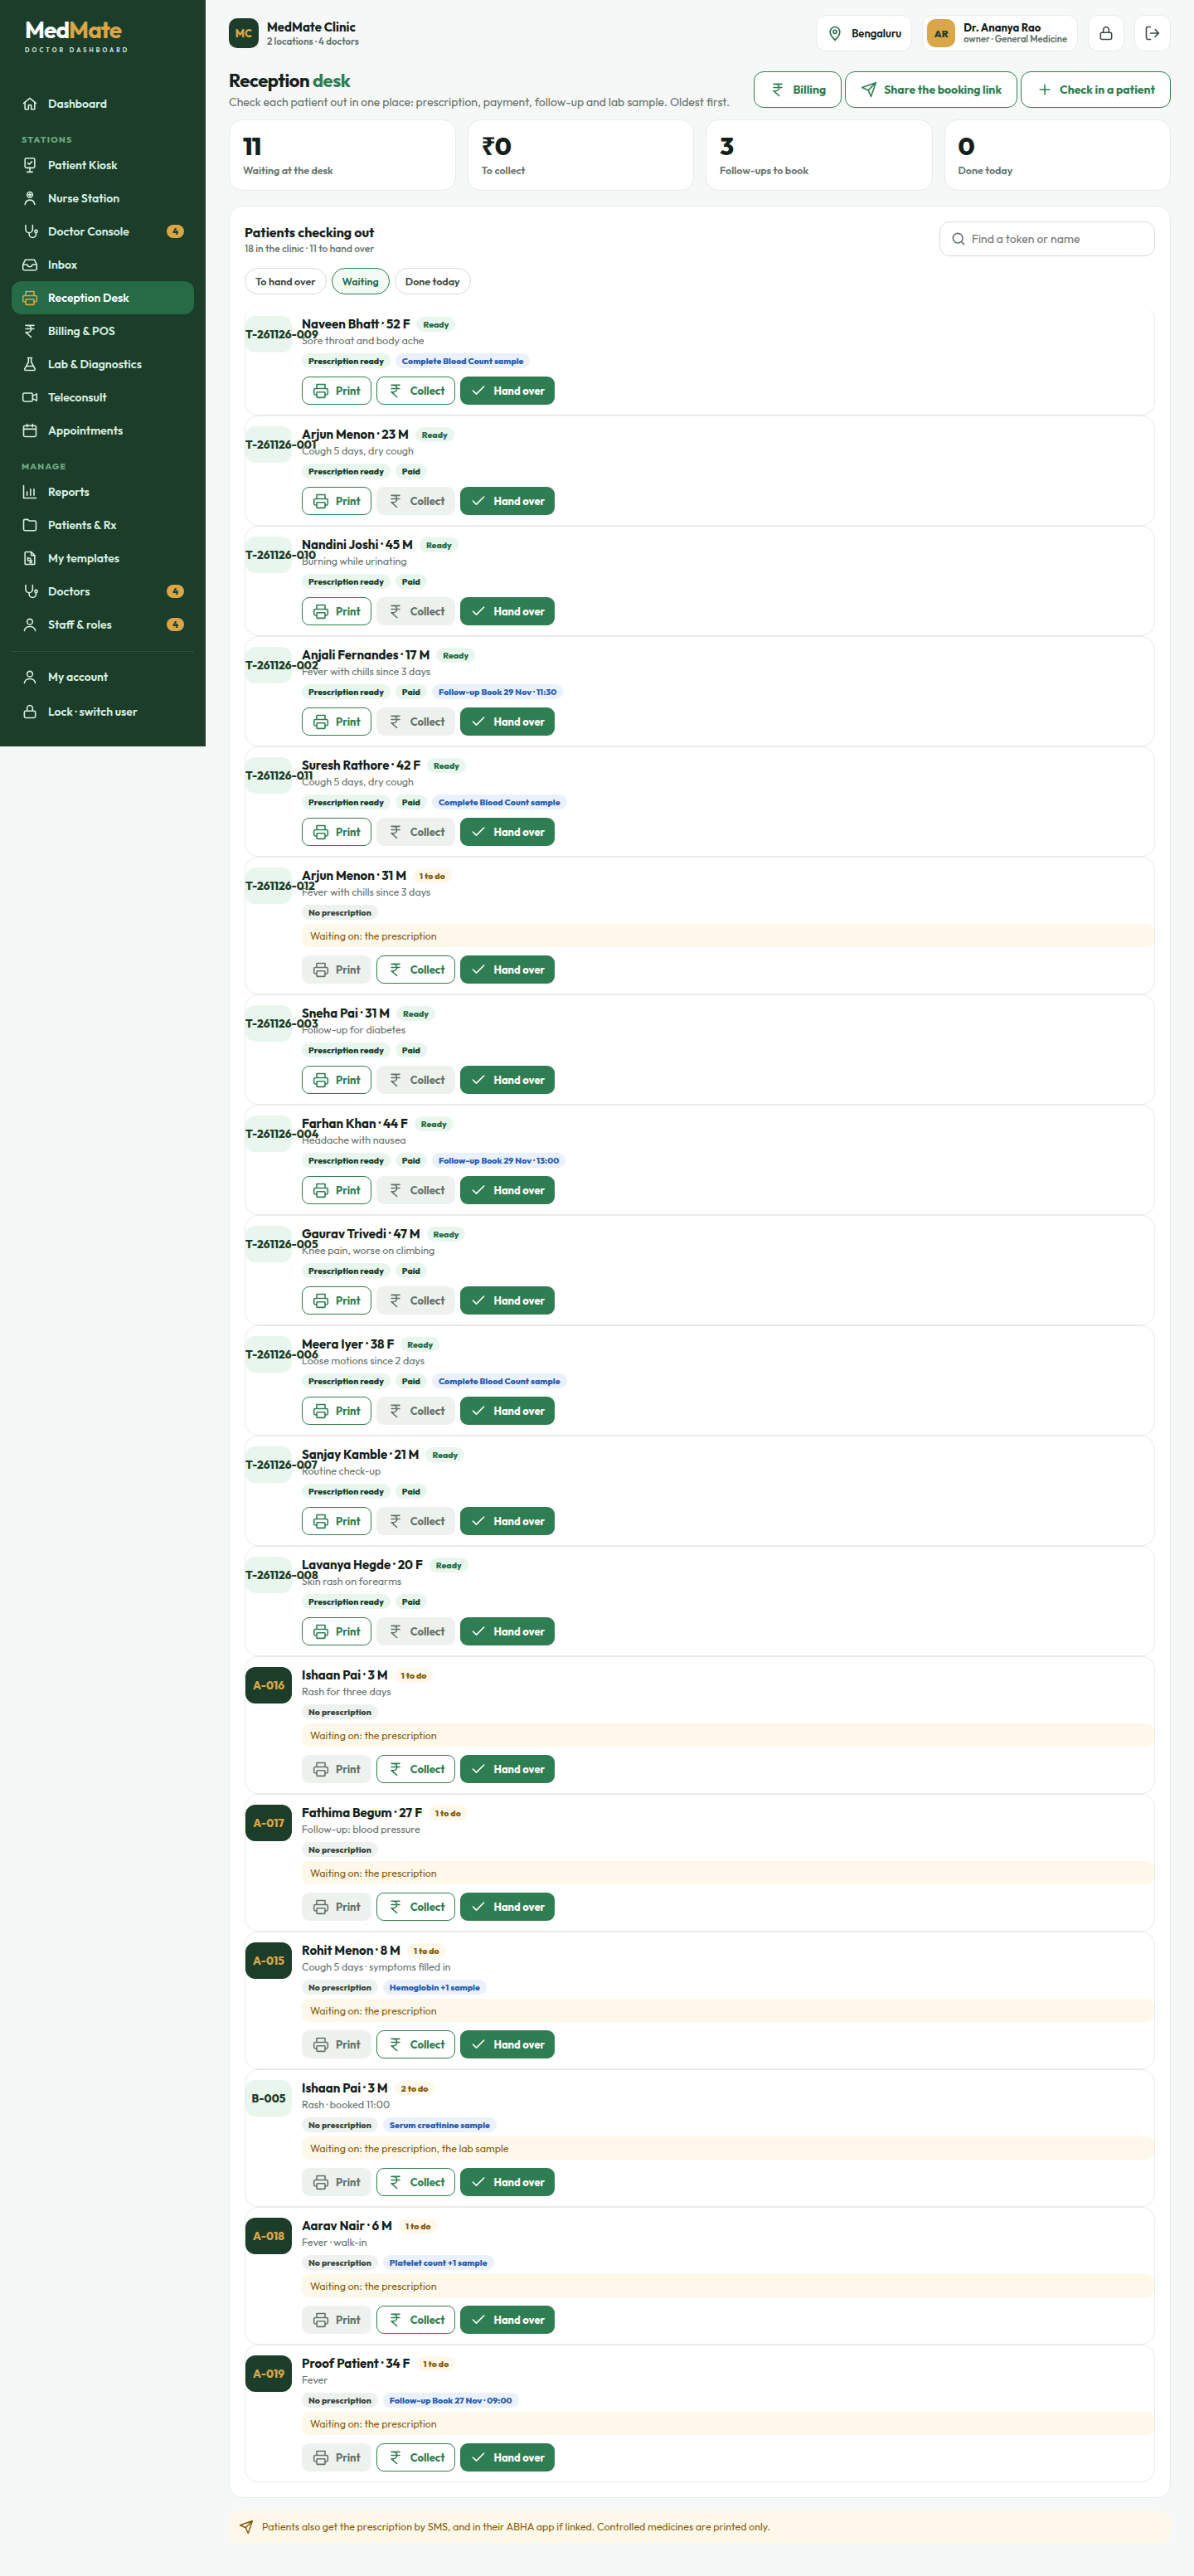 MedMate
DOCTOR DASHBOARD
Dashboard
STATIONS
Patient Kiosk
Nurse Station
Doctor Console 4
Inbox
Reception Desk
Billing & POS
Lab & Diagnostics
Teleconsult
Appointments
MANAGE
Reports
Patients & Rx
My templates
Doctors 4
Staff & roles 4
My account
Lock · switch user
MC
MedMate Clinic
2 locations · 4 doctors
Bengaluru
AR
Dr. Ananya Rao
owner · General Medicine
Reception desk
Check each patient out in one place: prescription, payment, follow-up and lab sample. Oldest first.
₹ Billing
Share the booking link
+ Check in a patient
11
Waiting at the desk
₹0
To collect
3
Follow-ups to book
0
Done today
Patients checking out
18 in the clinic · 11 to hand over
Find a token or name
To hand over Waiting Done today
T-261126-009
Naveen Bhatt · 52 F Ready
Sore throat and body ache
Prescription ready Complete Blood Count sample
Print ₹ Collect Hand over
T-261126-001
Arjun Menon · 23 M Ready
Cough 5 days, dry cough
Prescription ready Paid
Print ₹ Collect Hand over
T-261126-010
Nandini Joshi · 45 M Ready
Burning while urinating
Prescription ready Paid
Print ₹ Collect Hand over
T-261126-002
Anjali Fernandes · 17 M Ready
Fever with chills since 3 days
Prescription ready Paid Follow-up Book 29 Nov · 11:30
Print ₹ Collect Hand over
T-261126-011
Suresh Rathore · 42 F Ready
Cough 5 days, dry cough
Prescription ready Paid Complete Blood Count sample
Print ₹ Collect Hand over
T-261126-012
Arjun Menon · 31 M 1 to do
Fever with chills since 3 days
No prescription
Waiting on: the prescription
Print ₹ Collect Hand over
T-261126-003
Sneha Pai · 31 M Ready
Follow-up for diabetes
Prescription ready Paid
Print ₹ Collect Hand over
T-261126-004
Farhan Khan · 44 F Ready
Headache with nausea
Prescription ready Paid Follow-up Book 29 Nov · 13:00
Print ₹ Collect Hand over
T-261126-005
Gaurav Trivedi · 47 M Ready
Knee pain, worse on climbing
Prescription ready Paid
Print ₹ Collect Hand over
T-261126-006
Meera Iyer · 38 F Ready
Loose motions since 2 days
Prescription ready Paid Complete Blood Count sample
Print ₹ Collect Hand over
T-261126-007
Sanjay Kamble · 21 M Ready
Routine check-up
Prescription ready Paid
Print ₹ Collect Hand over
T-261126-008
Lavanya Hegde · 20 F Ready
Skin rash on forearms
Prescription ready Paid
Print ₹ Collect Hand over
A-016
Ishaan Pai · 3 M 1 to do
Rash for three days
No prescription
Waiting on: the prescription
Print ₹ Collect Hand over
A-017
Fathima Begum · 27 F 1 to do
Follow-up: blood pressure
No prescription
Waiting on: the prescription
Print ₹ Collect Hand over
A-015
Rohit Menon · 8 M 1 to do
Cough 5 days · symptoms filled in
No prescription Hemoglobin +1 sample
Waiting on: the prescription
Print ₹ Collect Hand over
B-005
Ishaan Pai · 3 M 2 to do
Rash · booked 11:00
No prescription Serum creatinine sample
Waiting on: the prescription, the lab sample
Print ₹ Collect Hand over
A-018
Aarav Nair · 6 M 1 to do
Fever · walk-in
No prescription Platelet count +1 sample
Waiting on: the prescription
Print ₹ Collect Hand over
A-019
Proof Patient · 34 F 1 to do
Fever
No prescription Follow-up Book 27 Nov · 09:00
Waiting on: the prescription
Print ₹ Collect Hand over
Patients also get the prescription by SMS, and in their ABHA app if linked. Controlled medicines are printed only.